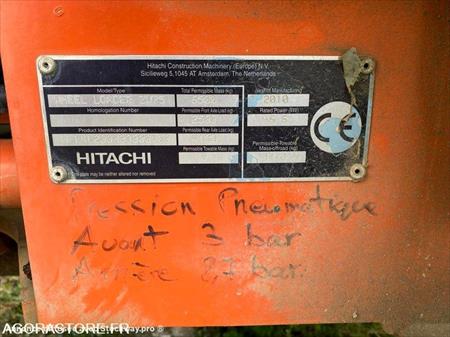 Hitachi Construction Machinery (Europe) N.V.
Sicilieweg 5, 1045 AT Amsterdam, The Netherlands
Model/Type
Total Permissible Mass (kg)
Year of Manufacturing
2010
Homologation Number
Permissible Front Axle Load (kg)
Rated Power (kW)
Product Identification Number
Permissible Rear Axle Load (kg)
HITACHI
Permissible Towable Mass (kg)
Permissible Towable
Mass-offroad (kg)
CE
plate may be neither altered nor removed
Pression Pneumatique
Avant 3 bar
Arrière 2,7 bar
AGORASTORE.FR